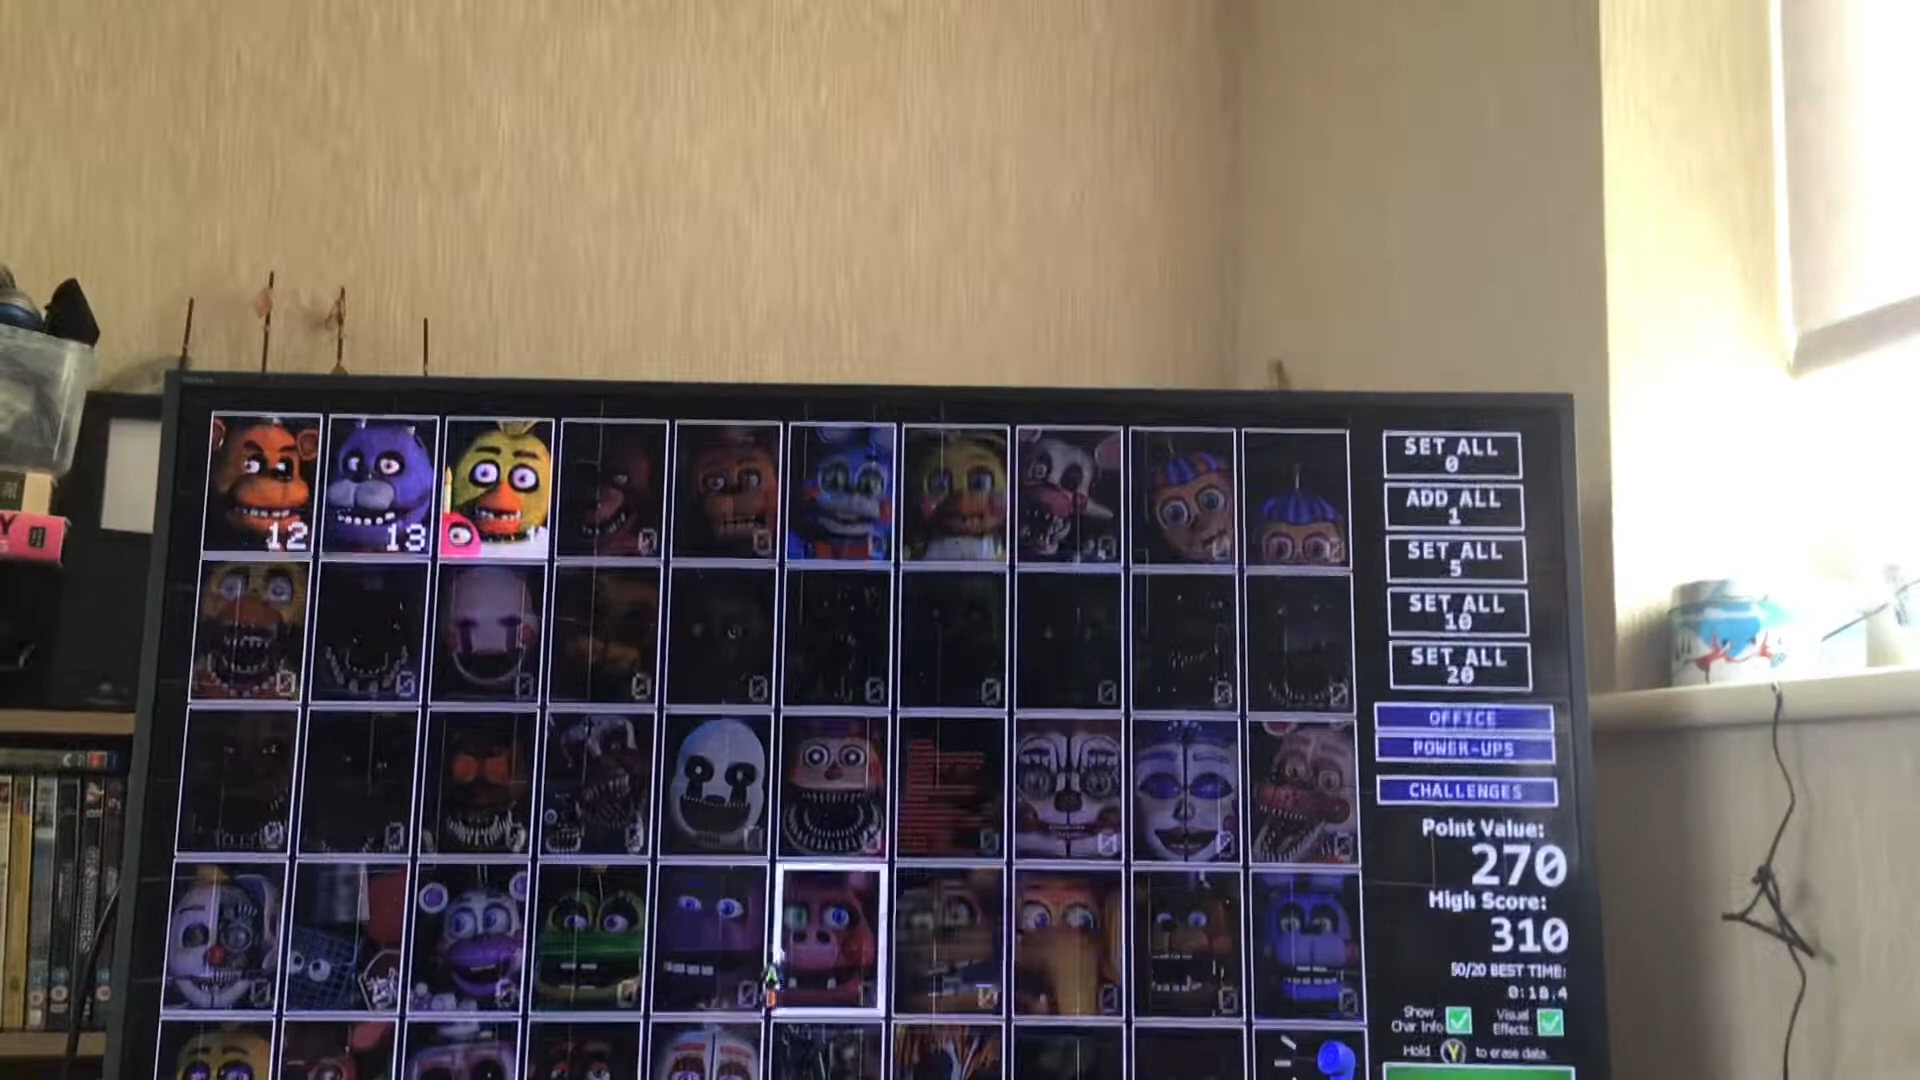 12
13
SET ALL
0
ADD ALL
1
SET ALL
5
SET ALL
10
SET ALL
20
OFFICE
POWER-UPS
CHALLENGES
Point Value:
270
High Score:
310
50/20 BEST TIME:
0:18.4
Show
Char Info:
Visual
Effects:
Hold Y to erase data.